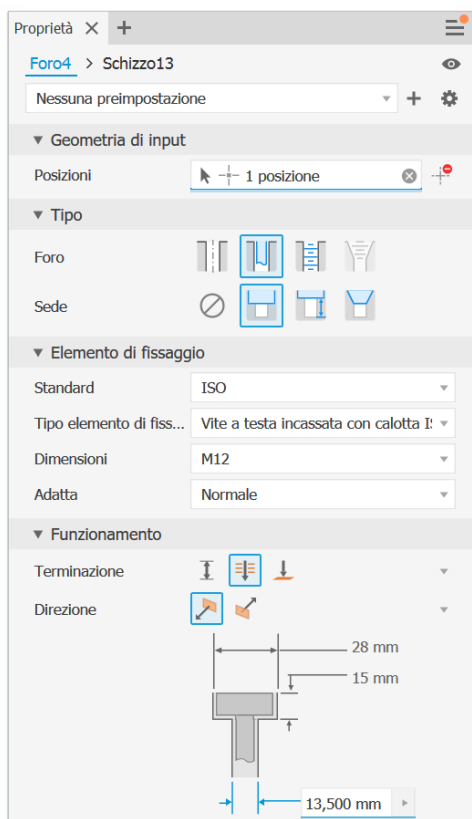 Proprietà
Foro4 > Schizzo13
Nessuna preimpostazione
Geometria di input
Posizioni 1 posizione
Tipo
Foro
Sede
Elemento di fissaggio
Standard ISO
Tipo elemento di fiss... Vite a testa incassata con calotta
Dimensioni M12
Adatta Normale
Funzionamento
Terminazione
Direzione
28 mm
15 mm
13,500 mm